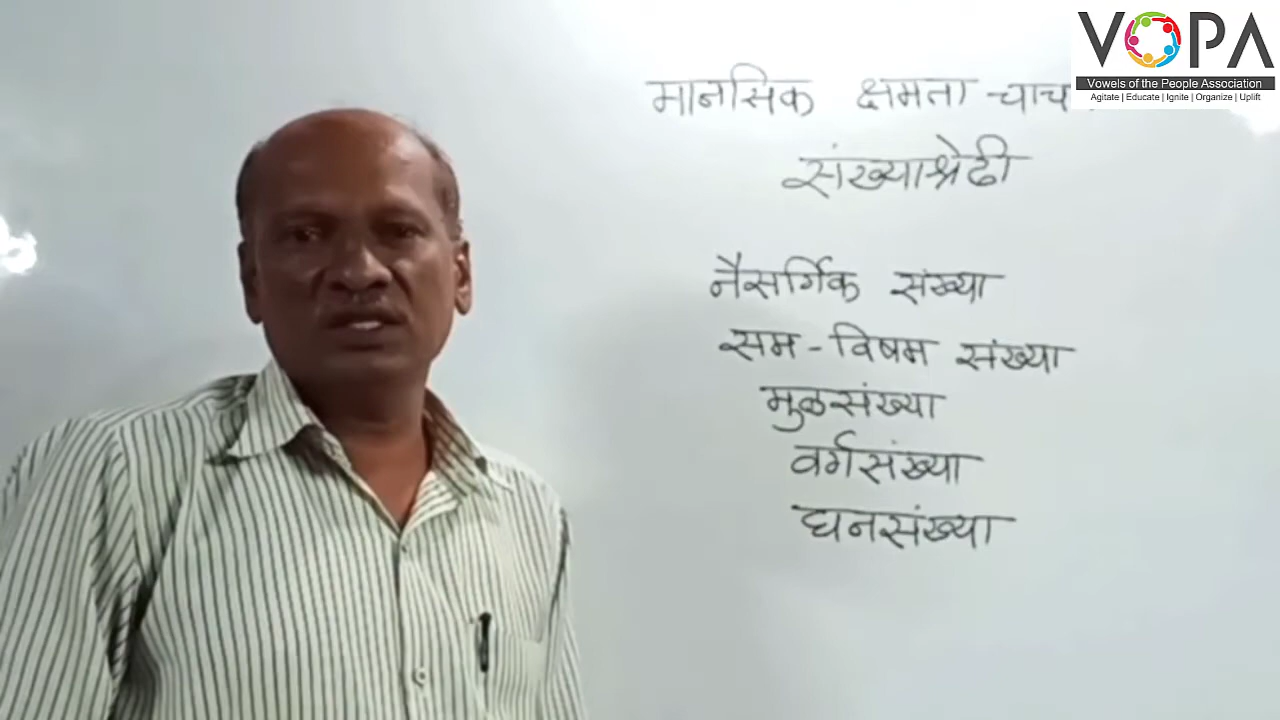 VOPA
Vowels of the People Association
Agitate | Educate | Ignite | Organize | Uplift
मानसिक क्षमता
संख्याश्रेढी
नैसर्गिक संख्या
सम - विषम संख्या
मुळसंख्या
वर्गसंख्या
घनसंख्या